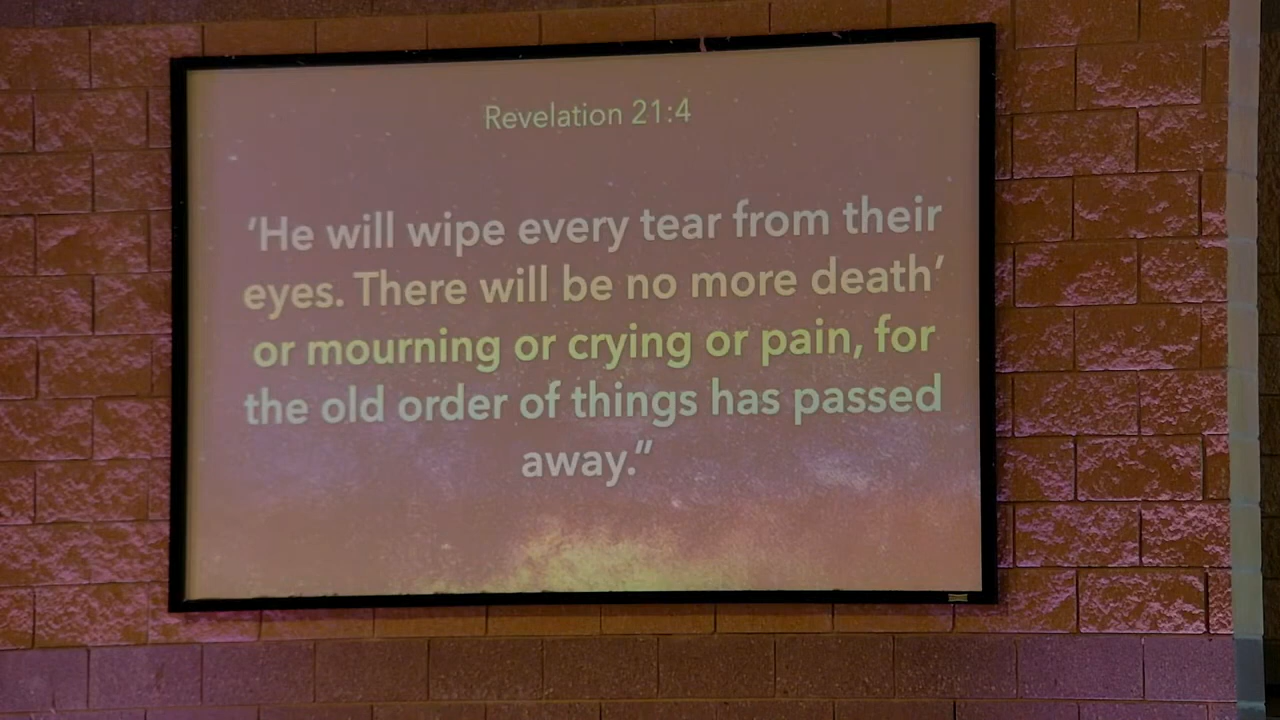 Revelation 21:4
‘He will wipe every tear from their
eyes. There will be no more death’
or mourning or crying or pain, for
the old order of things has passed
away.”